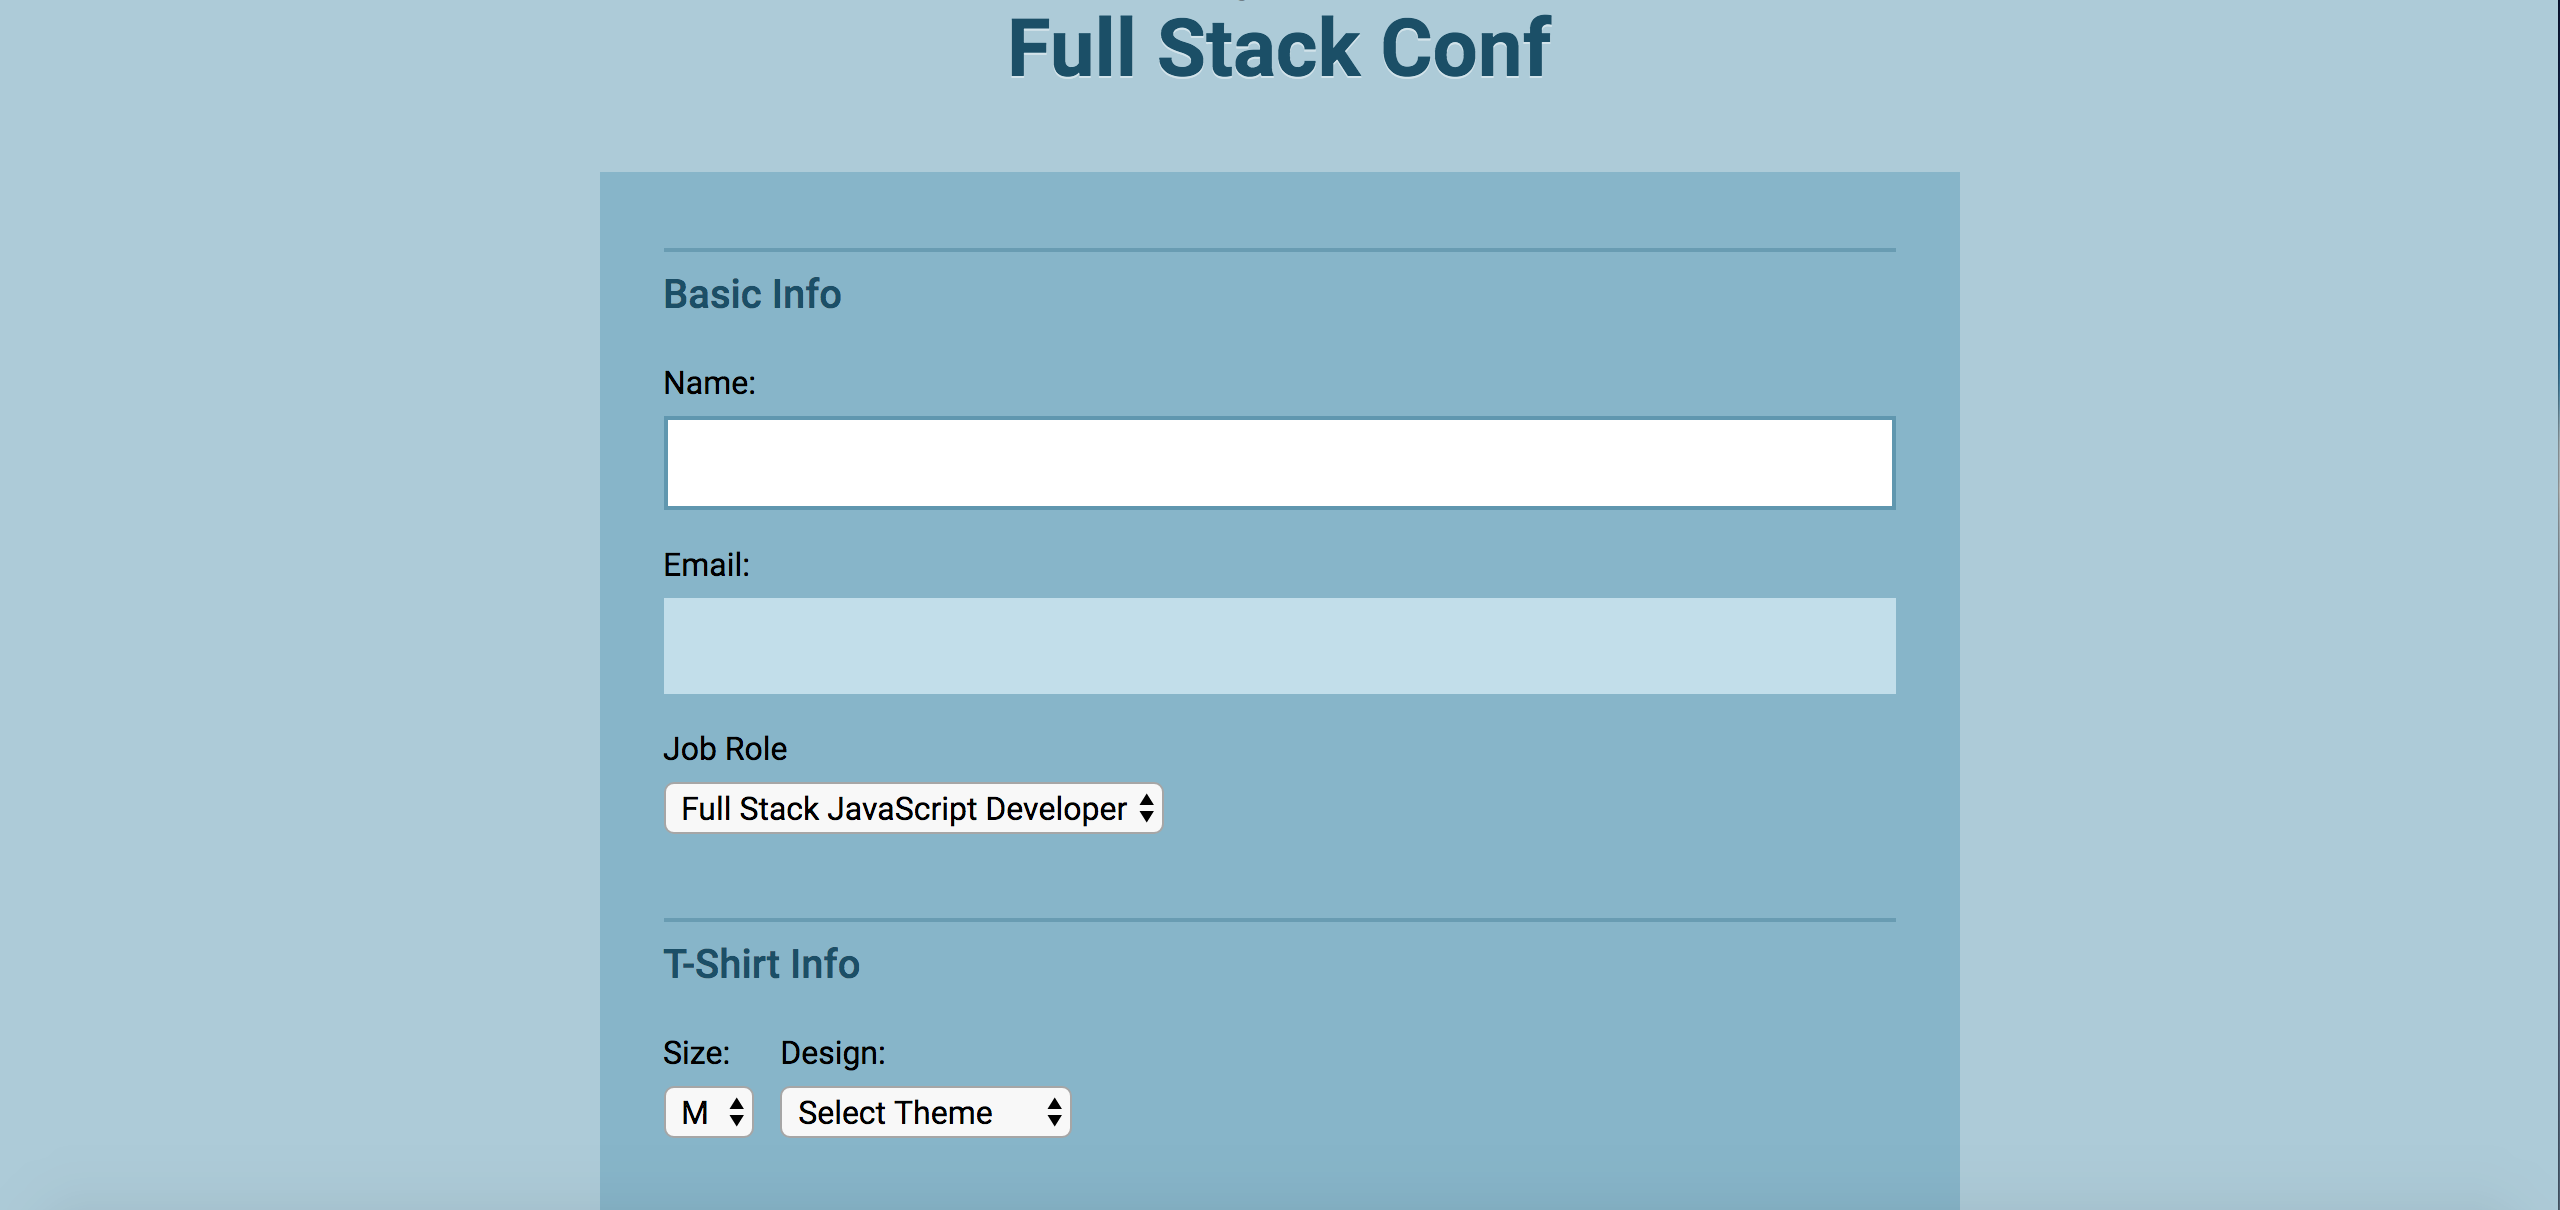 Full Stack Conf
Basic Info
Name:
Email:
Job Role
Full Stack JavaScript Developer
T-Shirt Info
Size: Design:
M Select Theme